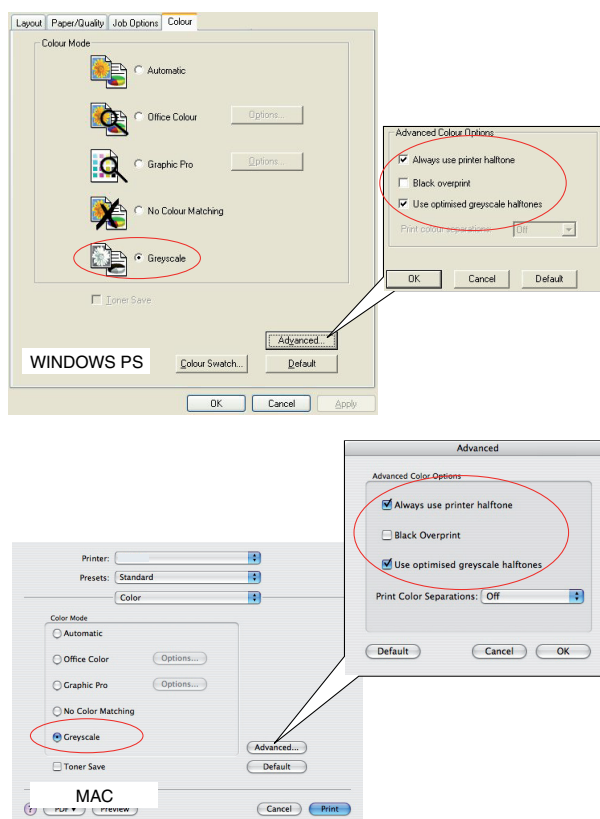 Layout Paper/Quality Job Options Colour
Colour Mode
Automatic
Office Colour Options...
Graphic Pro Options...
No Colour Matching
Greyscale
Toner Save
Advanced...
WINDOWS PS
Colour Swatch... Default
OK Cancel Apply
Advanced Colour Options
Always use printer halftone
Black overprint
Use optimised greyscale halftones
Print colour separations: Off
OK Cancel Default
Advanced
Advanced Color Options
Always use printer halftone
Black Overprint
Use optimised greyscale halftones
Print Color Separations: Off
Default Cancel OK
Printer:
Presets: Standard
Color
Color Mode
Automatic
Office Color Options...
Graphic Pro Options...
No Color Matching
Greyscale
Advanced...
Toner Save Default
MAC
? PDF Preview Cancel Print